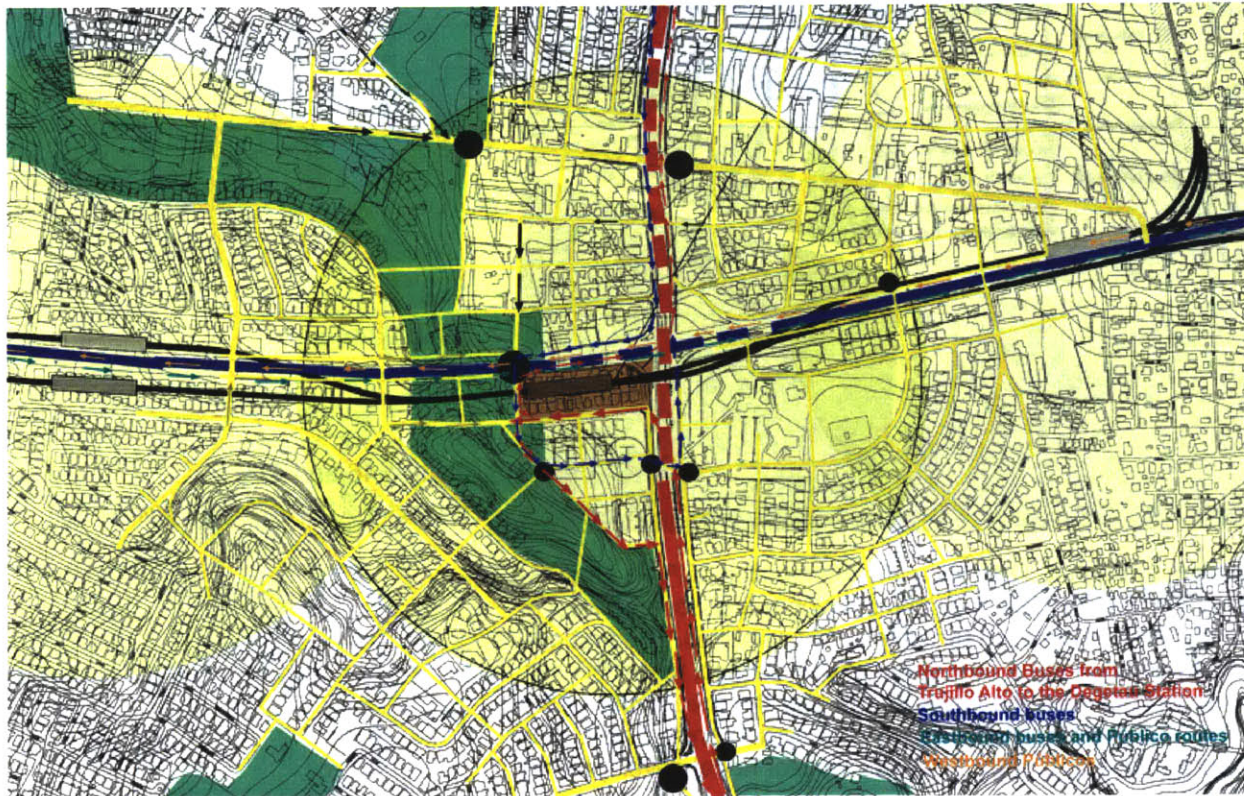 Northbound Buses from
Trujillo Alto to the Degetau Station
Southbound buses
Eastbound buses and Publico routes
Westbound Publicos